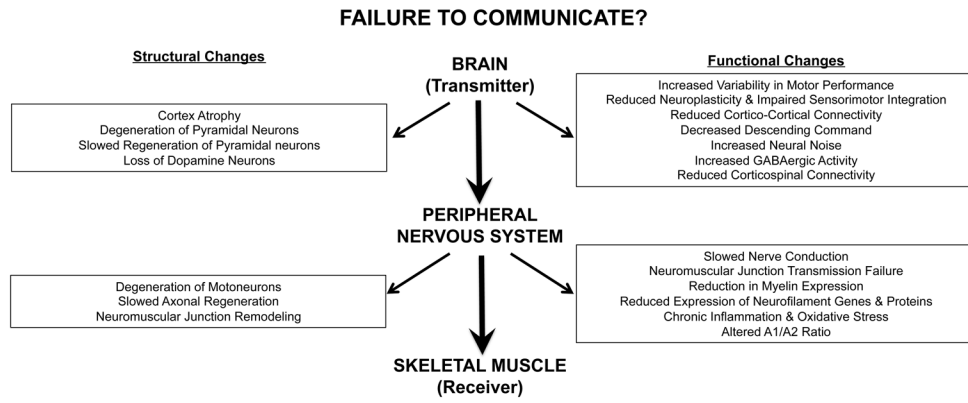 FAILURE TO COMMUNICATE?
Structural Changes
BRAIN
(Transmitter)
Functional Changes
Cortex Atrophy
Degeneration of Pyramidal Neurons
Slowed Regeneration of Pyramidal neurons
Loss of Dopamine Neurons
Increased Variability in Motor Performance
Reduced Neuroplasticity & Impaired Sensorimotor Integration
Reduced Cortico-Cortical Connectivity
Decreased Descending Command
Increased Neural Noise
Increased GABAergic Activity
Reduced Corticospinal Connectivity
PERIPHERAL
NERVOUS SYSTEM
Degeneration of Motoneurons
Slowed Axonal Regeneration
Neuromuscular Junction Remodeling
Slowed Nerve Conduction
Neuromuscular Junction Transmission Failure
Reduction in Myelin Expression
Reduced Expression of Neurofilament Genes & Proteins
Chronic Inflammation & Oxidative Stress
Altered A1/A2 Ratio
SKELETAL MUSCLE
(Receiver)